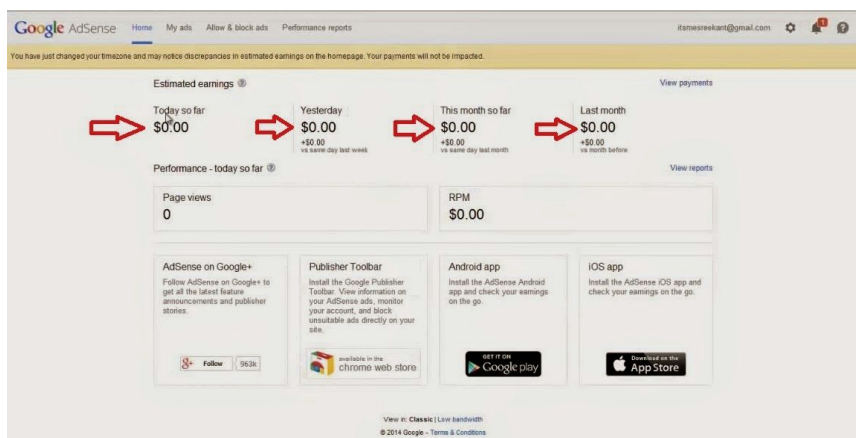 Google AdSense Home My ads Allow & block ads Performance reports itsmesreekant@gmail.com
You have just changed your timezone and may notice discrepancies in estimated earnings on the homepage. Your payments will not be impacted.
Estimated earnings View payments
Today so far Yesterday This month so far Last month
$0.00 $0.00 $0.00 $0.00
+$0.00 +$0.00 +$0.00
vs same day last week vs same day last month vs month before
Performance - today so far View reports
Page views RPM
0 $0.00
AdSense on Google+
Follow AdSense on Google+ to
get all the latest feature
announcements and publisher
stories.
g+ Follow 963k
Publisher Toolbar
Install the Google Publisher
Toolbar. View information on
your AdSense ads, monitor
your account, and block
unsuitable ads directly on your
site.
available in the
chrome web store
Android app
Install the AdSense Android
app and check your earnings
on the go.
GET IT ON
Google play
iOS app
Install the AdSense iOS app and
check your earnings on the go.
Download on the
App Store
View in: Classic | Low bandwidth
© 2014 Google - Terms & Conditions